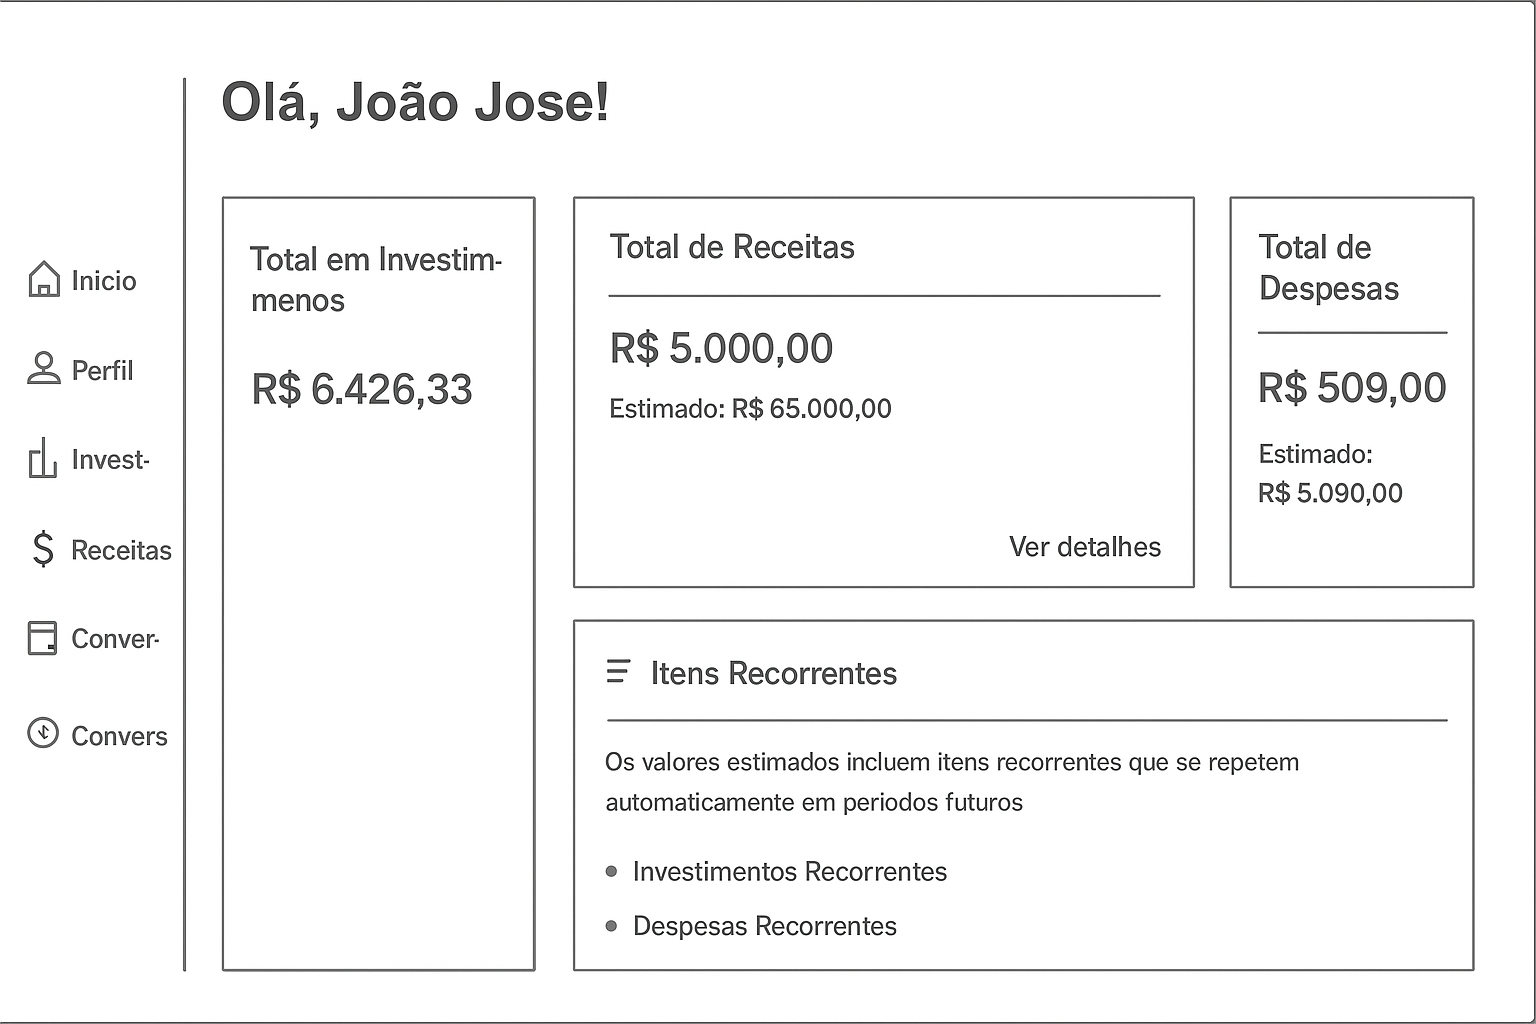 Olá, João Jose!
Inicio
Perfil
Invest-
Receitas
Conver-
Convers
Total em Investim-
menos
R$ 6.426,33
Total de Receitas
R$ 5.000,00
Estimado: R$ 65.000,00
Ver detalhes
Total de
Despesas
R$ 509,00
Estimado:
R$ 5.090,00
Itens Recorrentes
Os valores estimados incluem itens recorrentes que se repetem
automaticamente em periodos futuros
• Investimentos Recorrentes
• Despesas Recorrentes